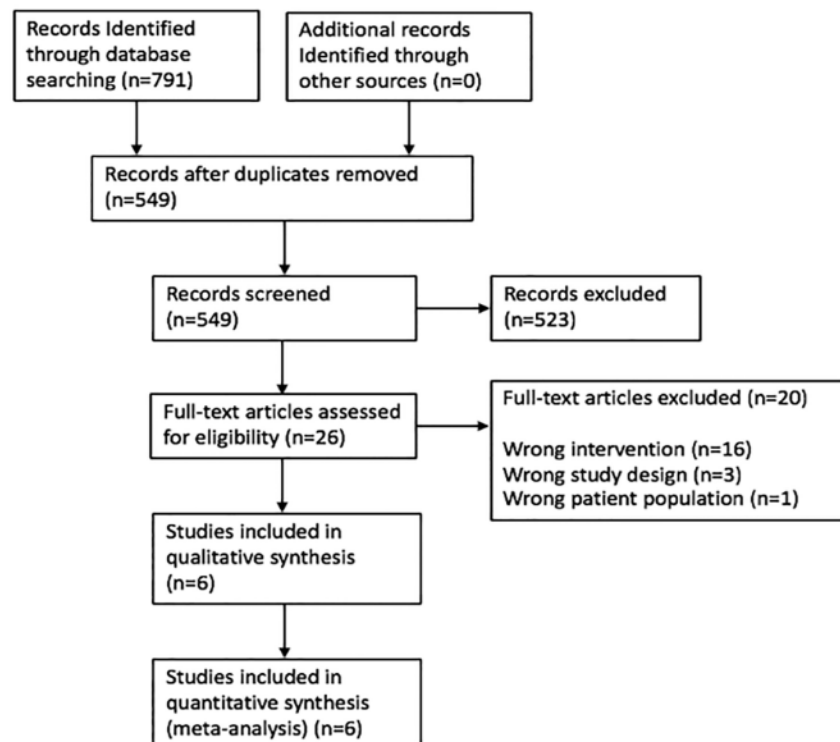 Records Identified
through database
searching (n=791)
Additional records
Identified through
other sources (n=0)
Records after duplicates removed
(n=549)
Records screened
(n=549)
Records excluded
(n=523)
Full-text articles assessed
for eligibility (n=26)
Full-text articles excluded (n=20)
Wrong intervention (n=16)
Wrong study design (n=3)
Wrong patient population (n=1)
Studies included in
qualitative synthesis
(n=6)
Studies included in
quantitative synthesis
(meta-analysis) (n=6)